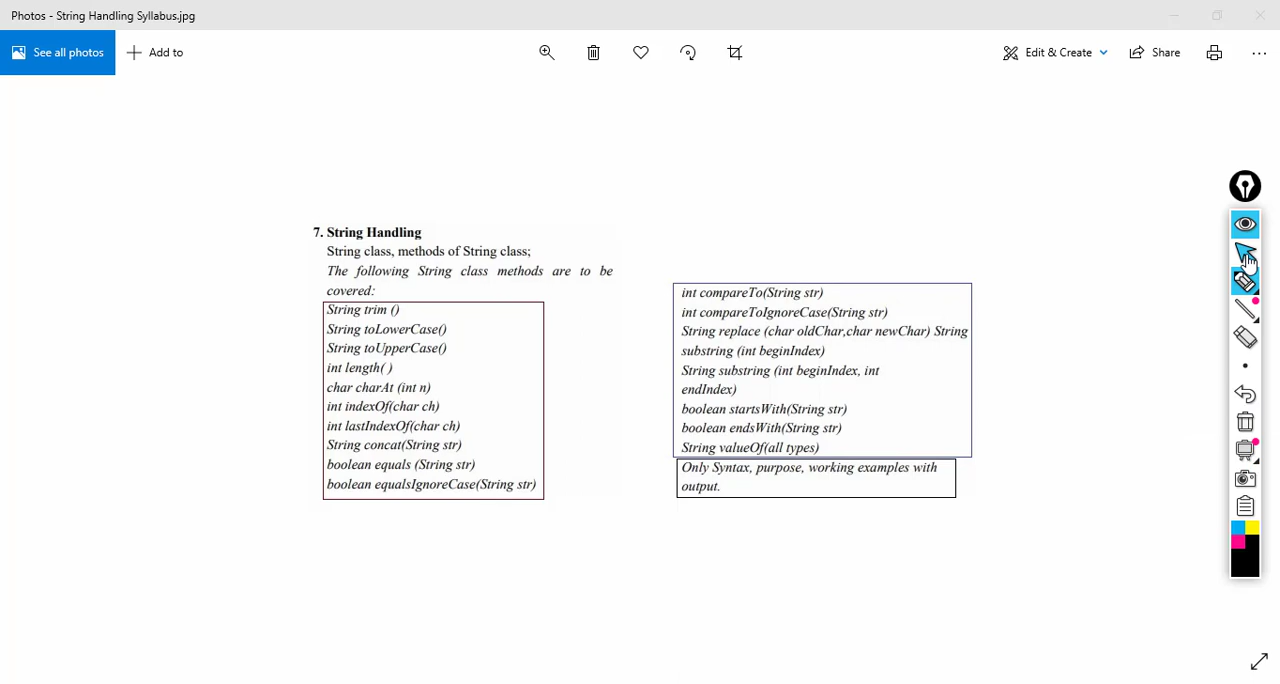 Photos - String Handling Syllabus.jpg
See all photos
Add to
Edit & Create
Share
7. String Handling
String class, methods of String class;
The following String class methods are to be
covered:
String trim ()
String toLowerCase()
String toUpperCase()
int length( )
char charAt (int n)
int indexOf(char ch)
int lastIndexOf(char ch)
String concat(String str)
boolean equals (String str)
boolean equalsIgnoreCase(String str)
int compareTo(String str)
int compareToIgnoreCase(String str)
String replace (char oldChar,char newChar) String
substring (int beginIndex)
String substring (int beginIndex, int
endIndex)
boolean startsWith(String str)
boolean endsWith(String str)
String valueOf(all types)
Only Syntax, purpose, working examples with
output.